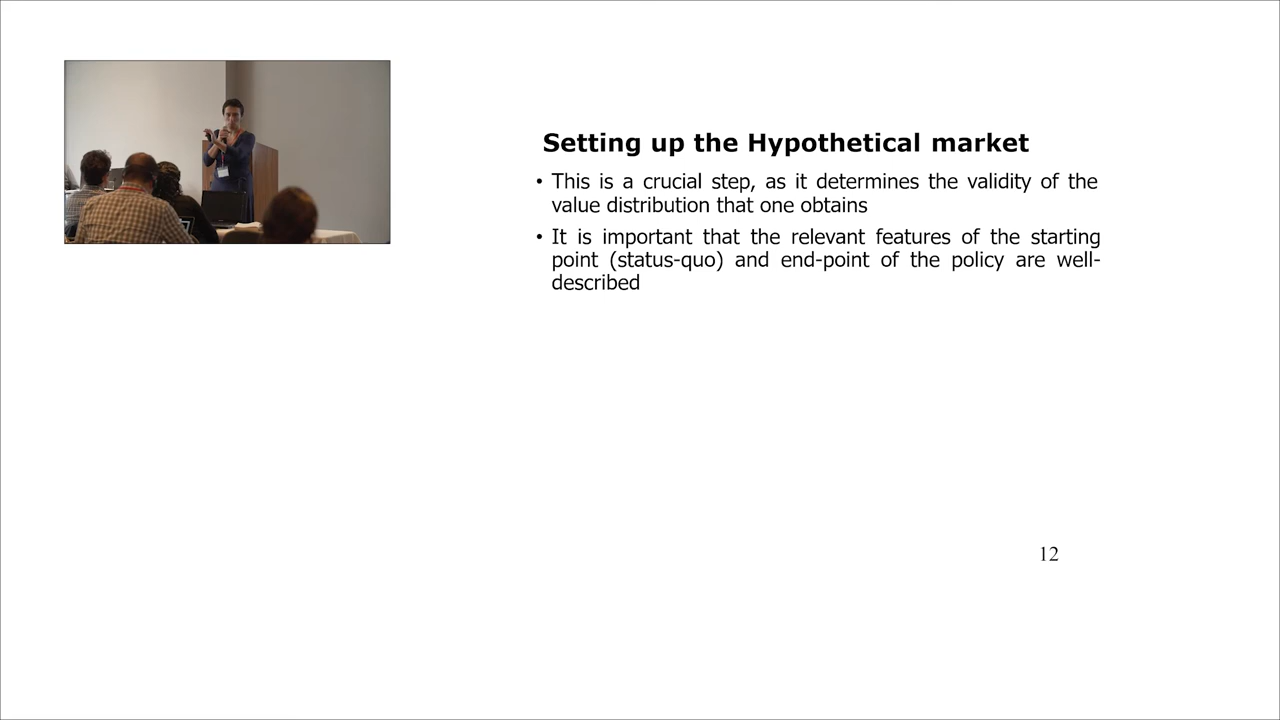 Setting up the Hypothetical market
• This is a crucial step, as it determines the validity of the
value distribution that one obtains
• It is important that the relevant features of the starting
point (status-quo) and end-point of the policy are well-
described
12